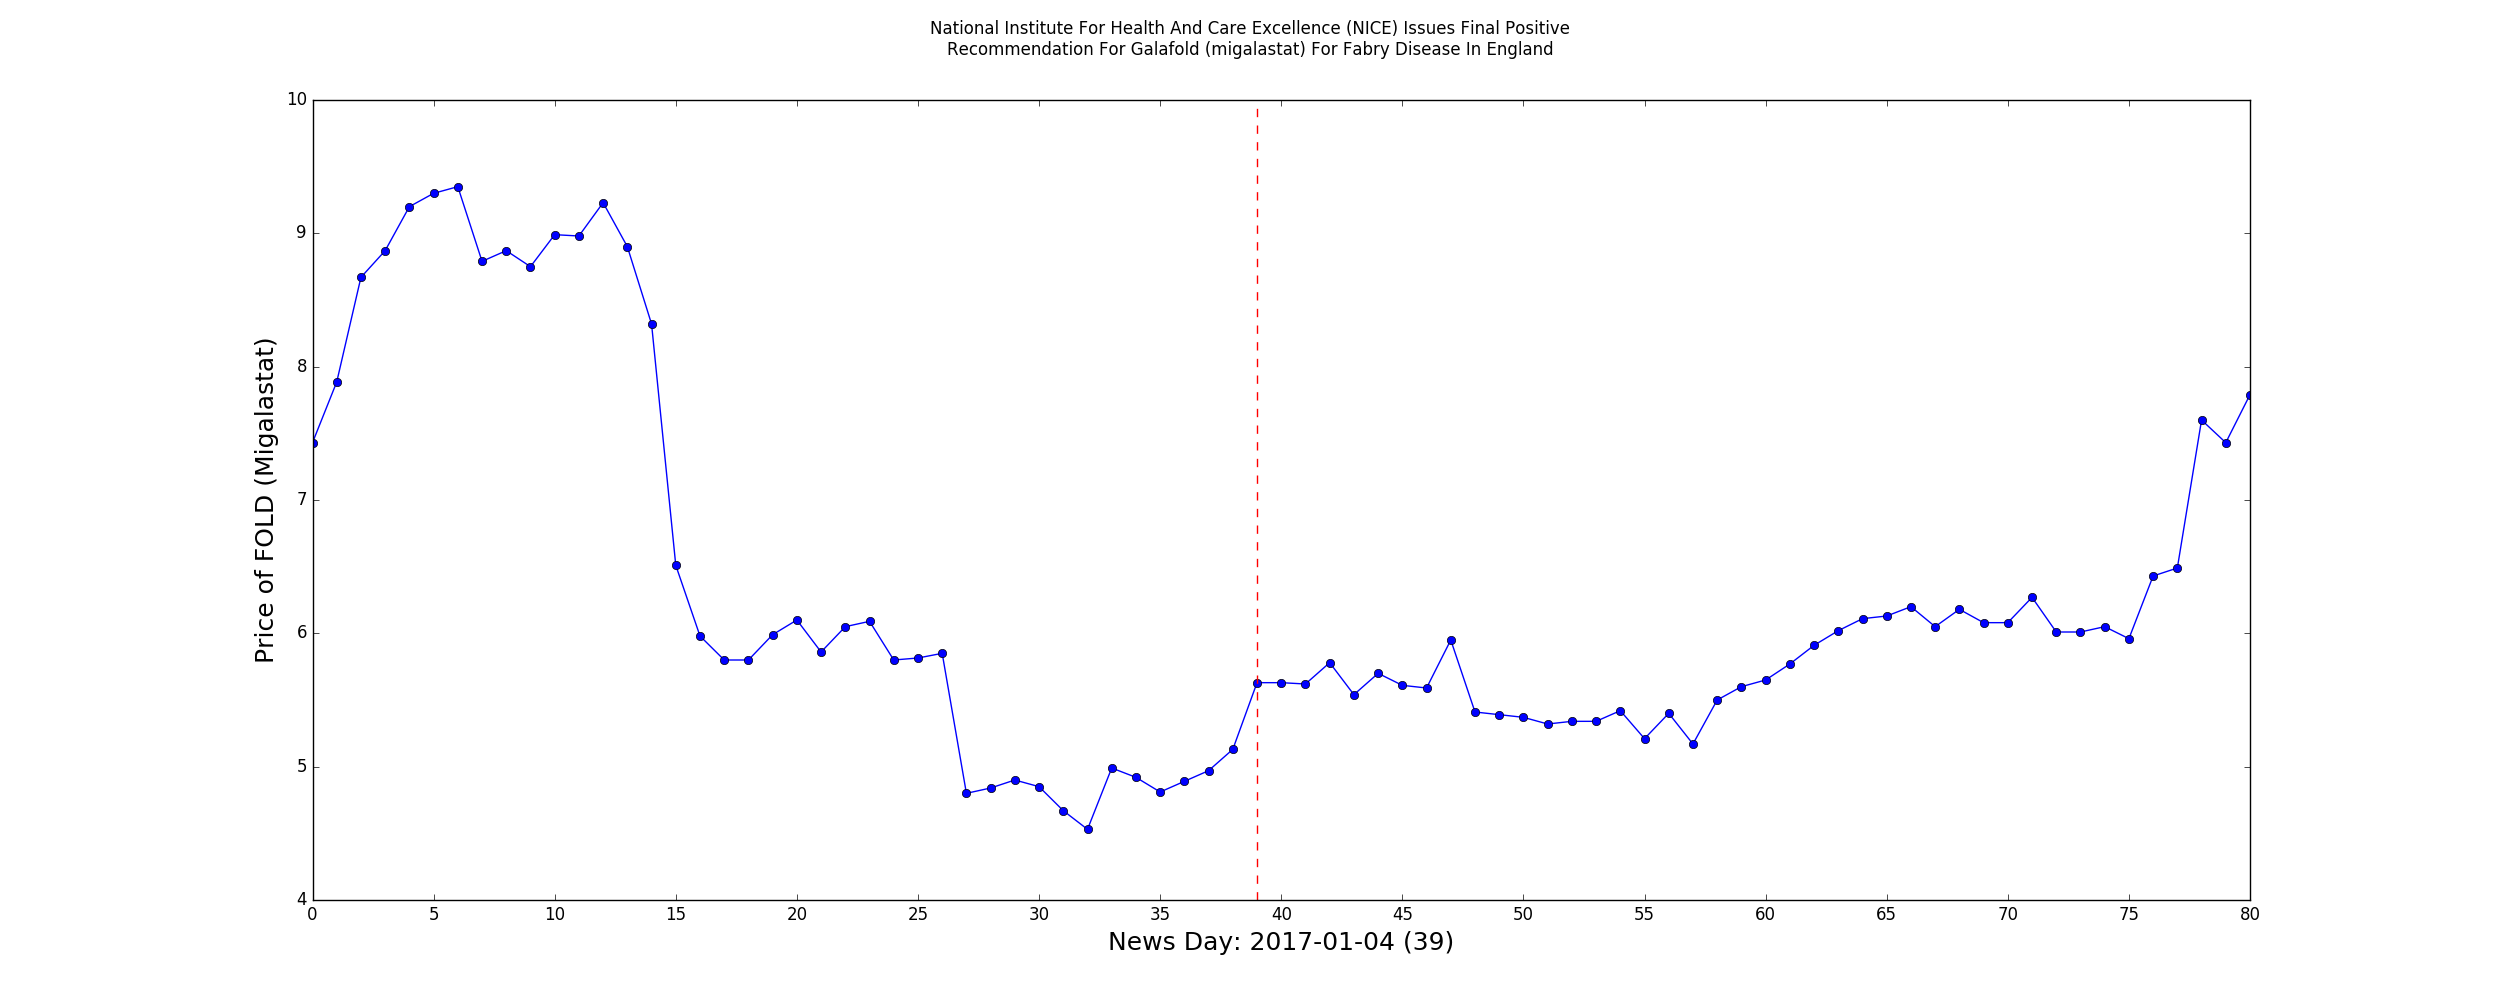 National Institute For Health And Care Excellence (NICE) Issues Final Positive
Recommendation For Galafold (migalastat) For Fabry Disease In England
10
9
8
7
6
5
4
Price of FOLD (Migalastat)
0 5 10 15 20 25 30 35 40 45 50 55 60 65 70 75 80
News Day: 2017-01-04 (39)